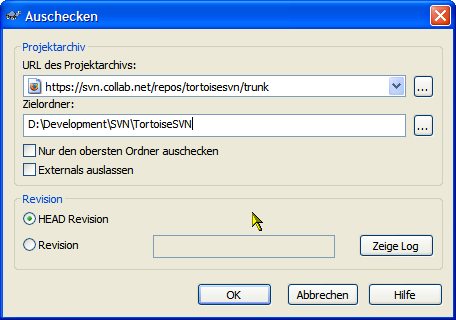 Auschecken
Projektarchiv
URL des Projektarchivs:
https://svn.collab.net/repos/tortoisesvn/trunk
...
Zielordner:
D:\Development\SVN\TortoiseSVN
...
Nur den obersten Ordner auschecken
Externals auslassen
Revision
HEAD Revision
Revision
Zeige Log
OK
Abbrechen
Hilfe